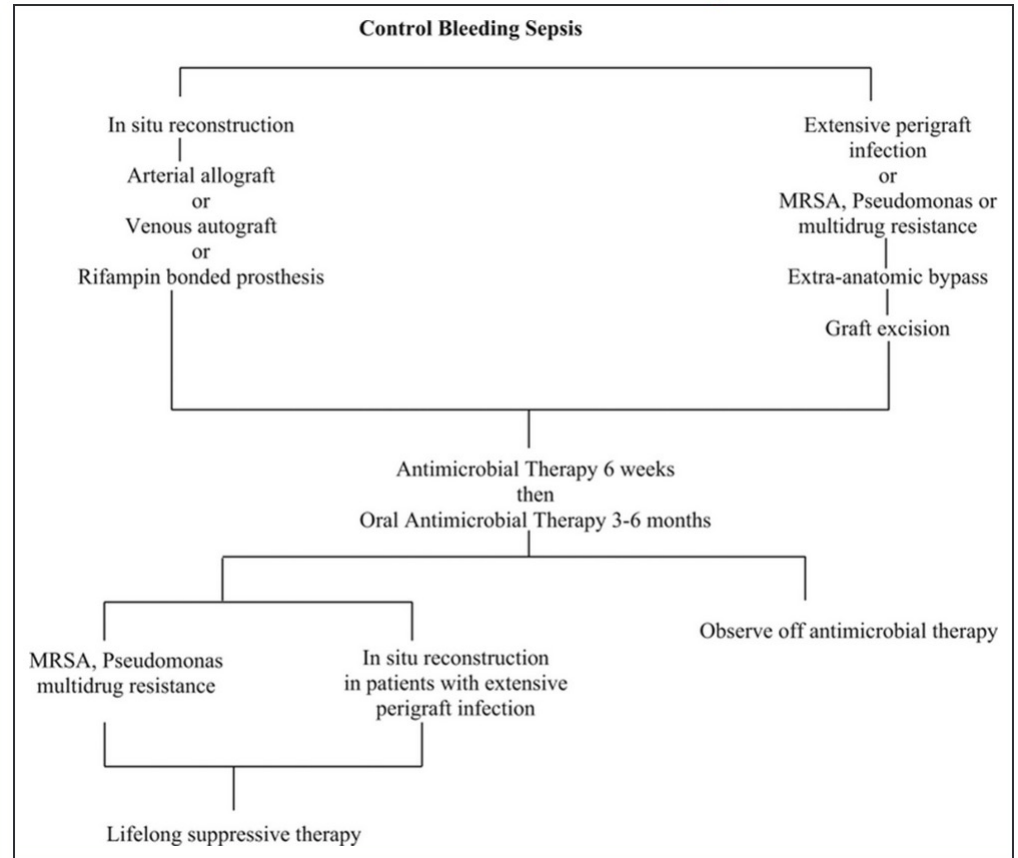 Control Bleeding Sepsis
In situ reconstruction
Arterial allograft
or
Venous autograft
or
Rifampin bonded prosthesis
Extensive perigraft
infection
or
MRSA, Pseudomonas or
multidrug resistance
Extra-anatomic bypass
Graft excision
Antimicrobial Therapy 6 weeks
then
Oral Antimicrobial Therapy 3-6 months
MRSA, Pseudomonas
multidrug resistance
In situ reconstruction
in patients with extensive
perigraft infection
Observe off antimicrobial therapy
Lifelong suppressive therapy